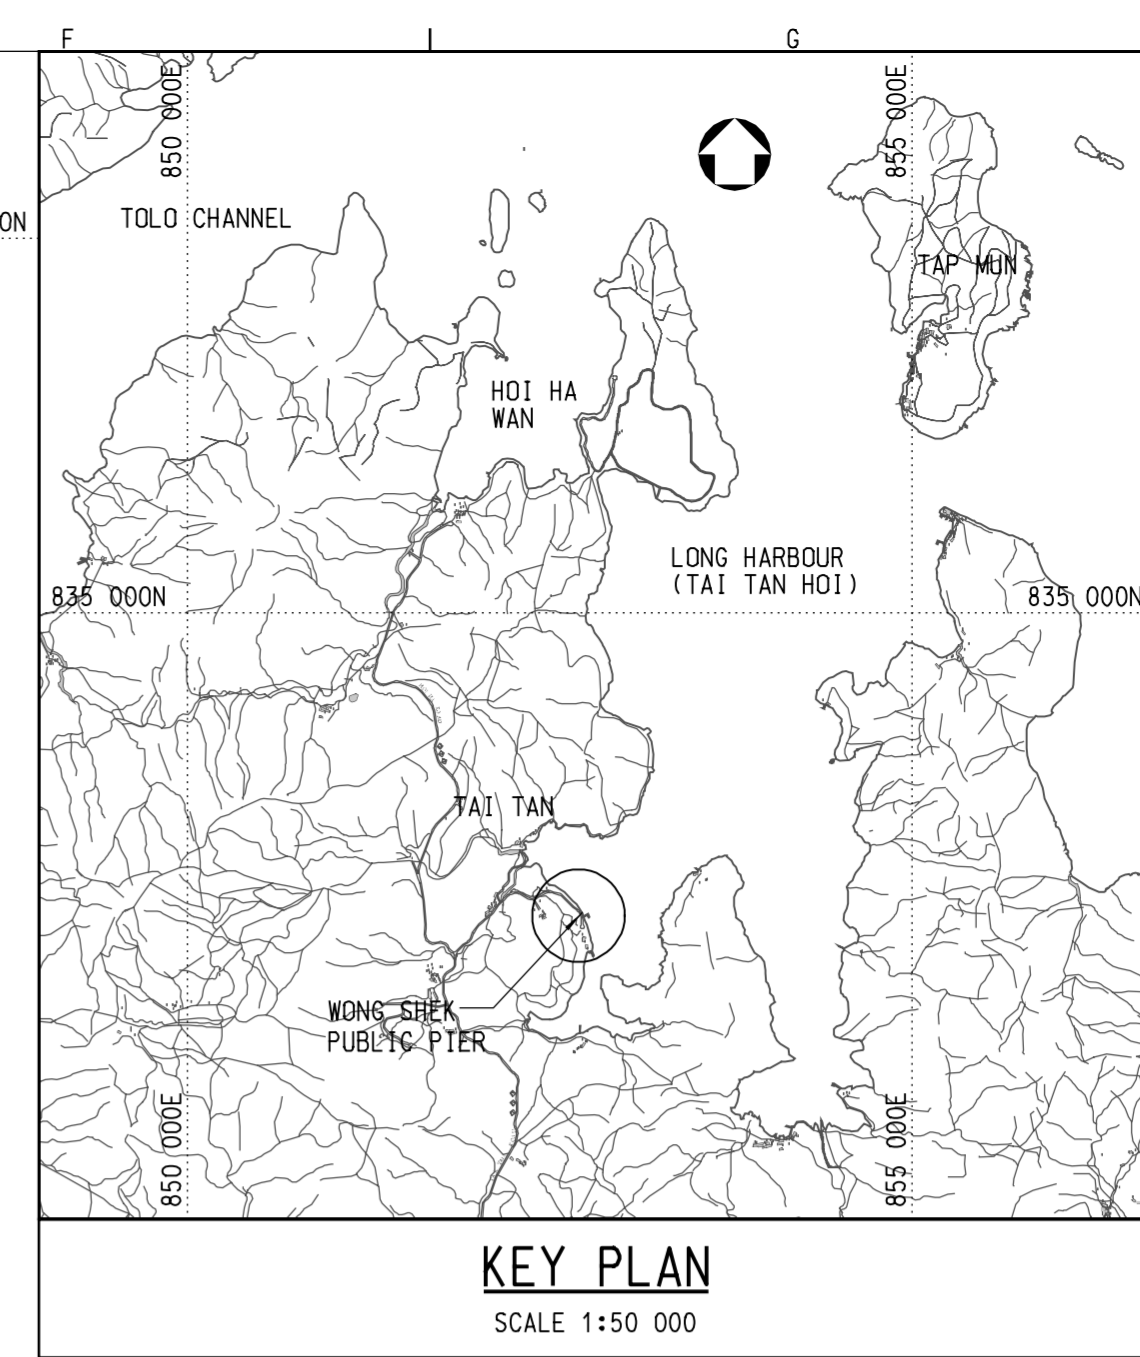 F
G
850 000E
855 000E
0N
TOLO CHANNEL
TAP MUN
HOI HA
WAN
LONG HARBOUR
(TAI TAN HOI)
835 000N
835 000N
TAI TAN
WONG SHEK
PUBLIC PIER
850 000E
855 000E
KEY PLAN
SCALE 1:50 000